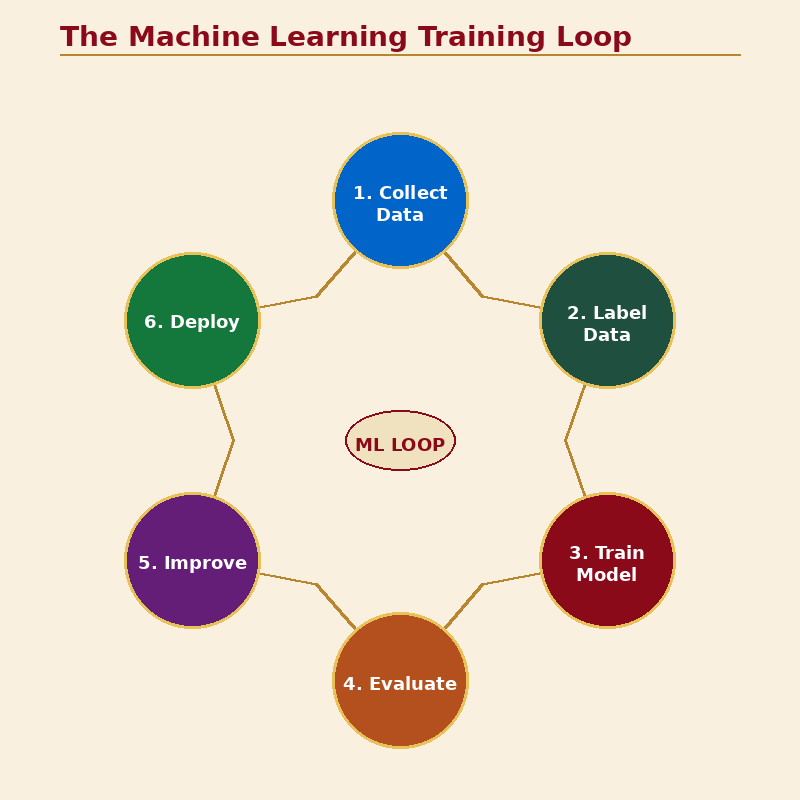 The Machine Learning Training Loop
1. Collect
Data
2. Label
Data
3. Train
Model
4. Evaluate
5. Improve
6. Deploy
ML LOOP